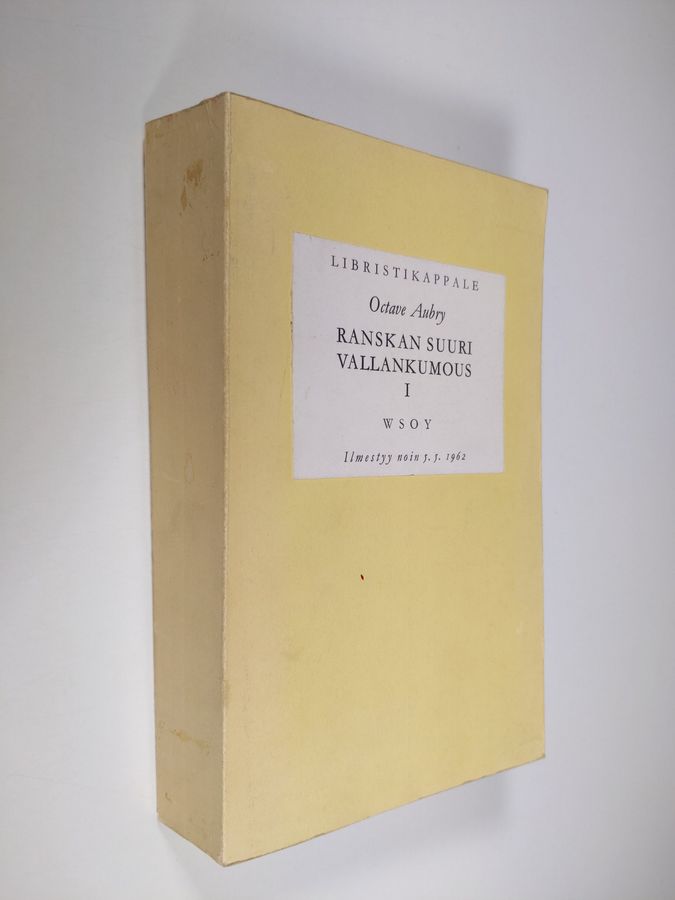 LIBRISTIKAPPALE
Octave Aubry
RANSKAN SUURI
VALLANKUMOUS
I
WSOY
Ilmestyy noin 5. 5. 1962